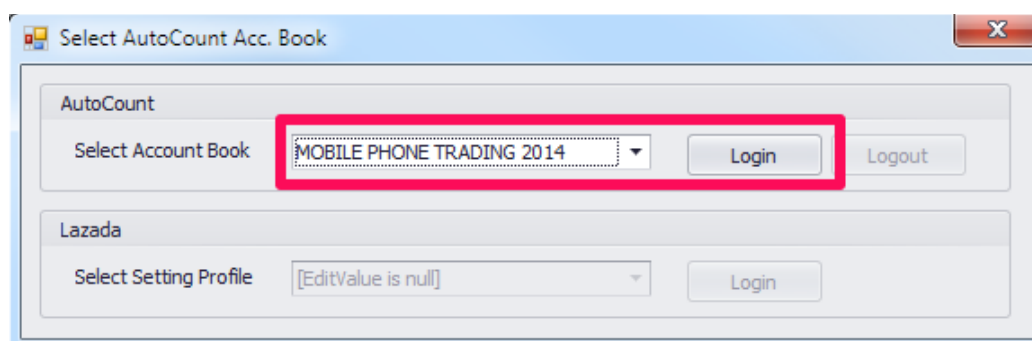 Select AutoCount Acc. Book
AutoCount
Select Account Book MOBILE PHONE TRADING 2014 Login Logout
Lazada
Select Setting Profile [EditValue is null] Login